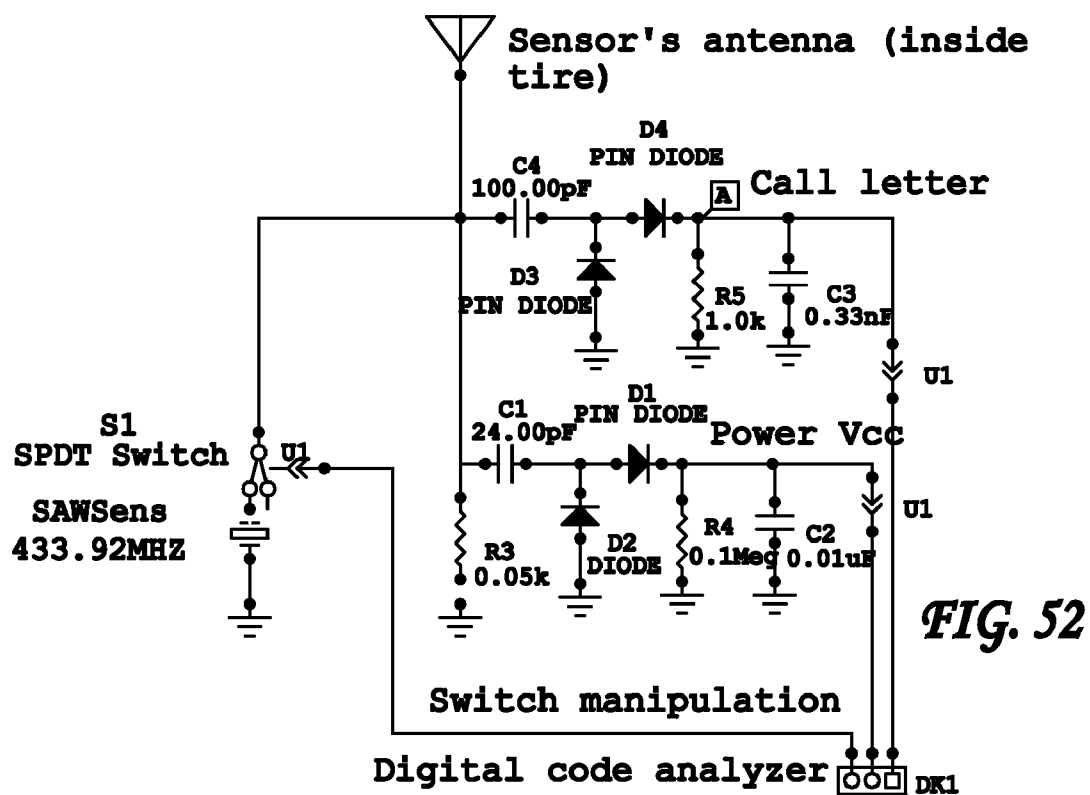 Sensor's antenna (inside
tire)
D4
PIN DIODE
C4
100.00pF
A
Call letter
D3
PIN DIODE
R5
1.0k
C3
0.33nF
U1
S1
SPDT Switch
U1
SAWSens
433.92MHZ
C1
24.00pF
D1
PIN DIODE
Power Vcc
U1
R3
0.05k
D2
DIODE
R4
0.1Meg
C2
0.01uF
FIG. 52
Switch manipulation
Digital code analyzer
DK1